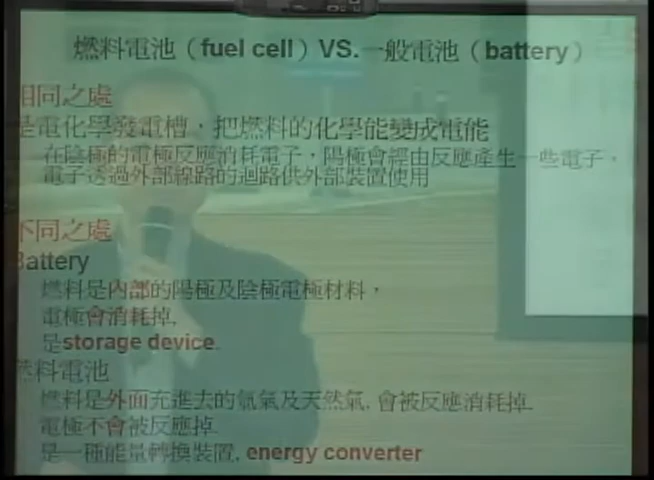 燃料電池（fuel cell）VS.一般電池（battery）
相同之處
是電化學發電槽，把燃料的化學能變成電能
在陰極的電極反應消耗電子，陽極會經由反應產生一些電子，
電子透過外部線路的迴路供外部裝置使用
不同之處
Battery
燃料是內部的陽極及陰極電極材料，
電極會消耗掉.
是storage device.
燃料電池
燃料是外面充進去的氫氣及天然氣, 會被反應消耗掉.
電極不會被反應掉.
是一種能量轉換裝置, energy converter